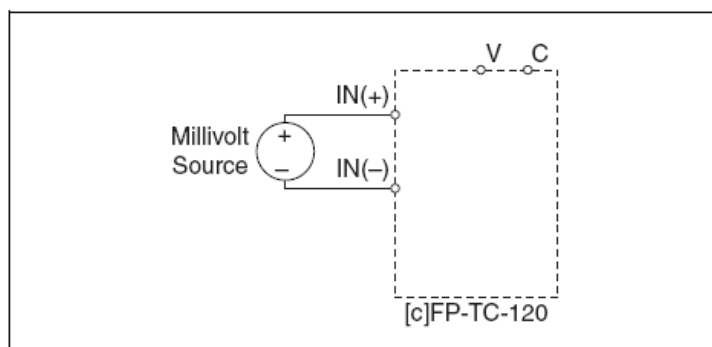 V C
IN(+)
Millivolt
Source
+
–
IN(–)
[c]FP-TC-120